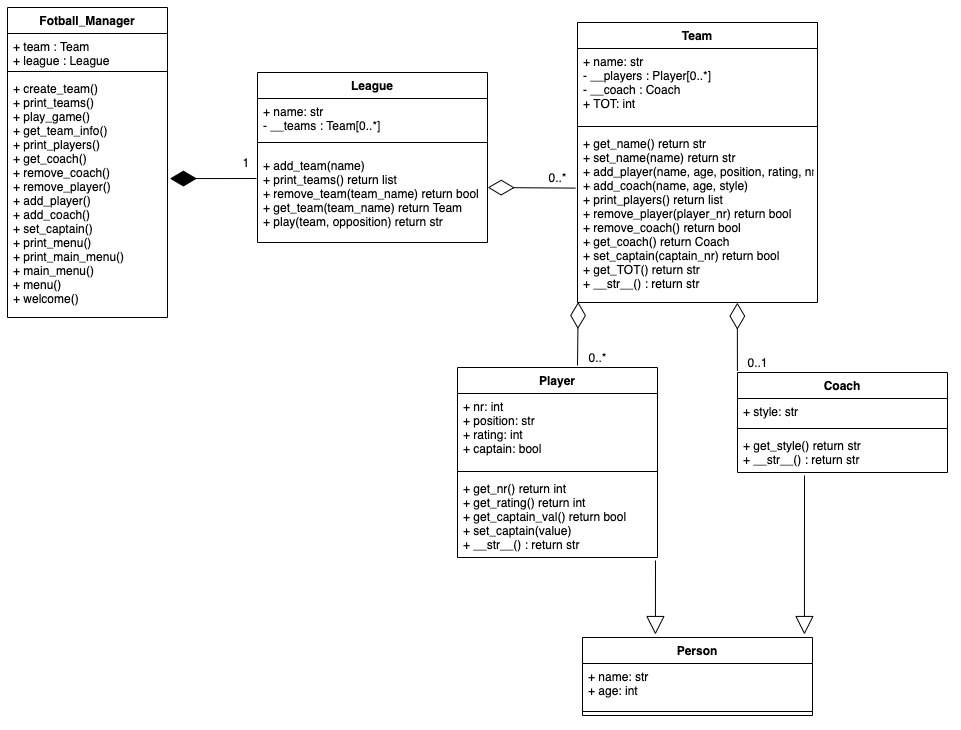 Fotball_Manager
+ team : Team
+ league : League
+ create_team()
+ print_teams()
+ play_game()
+ get_team_info()
+ print_players()
+ get_coach()
+ remove_coach()
+ remove_player()
+ add_player()
+ add_coach()
+ set_captain()
+ print_menu()
+ print_main_menu()
+ main_menu()
+ menu()
+ welcome()
1
League
+ name: str
- __teams : Team[0..*]
+ add_team(name)
+ print_teams() return list
+ remove_team(team_name) return bool
+ get_team(team_name) return Team
+ play(team, opposition) return str
0..*
Team
+ name: str
- __players : Player[0..*]
- __coach : Coach
+ TOT: int
+ get_name() return str
+ set_name(name) return str
+ add_player(name, age, position, rating,
+ add_coach(name, age, style)
+ print_players() return list
+ remove_player(player_nr) return bool
+ remove_coach() return bool
+ get_coach() return Coach
+ set_captain(captain_nr) return bool
+ get_TOT() return str
+ __str__() : return str
0..*
0..1
Player
+ nr: int
+ position: str
+ rating: int
+ captain: bool
+ get_nr() return int
+ get_rating() return int
+ get_captain_val() return bool
+ set_captain(value)
+ __str__() : return str
Coach
+ style: str
+ get_style() return str
+ __str__() : return str
Person
+ name: str
+ age: int